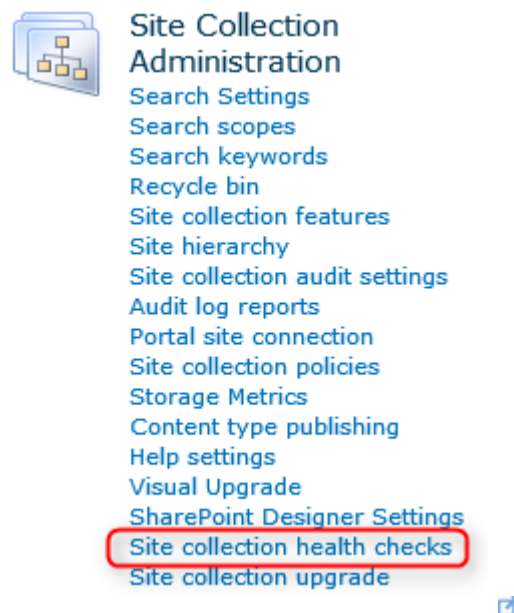 Site Collection
Administration
Search Settings
Search scopes
Search keywords
Recycle bin
Site collection features
Site hierarchy
Site collection audit settings
Audit log reports
Portal site connection
Site collection policies
Storage Metrics
Content type publishing
Help settings
Visual Upgrade
SharePoint Designer Settings
Site collection health checks
Site collection upgrade